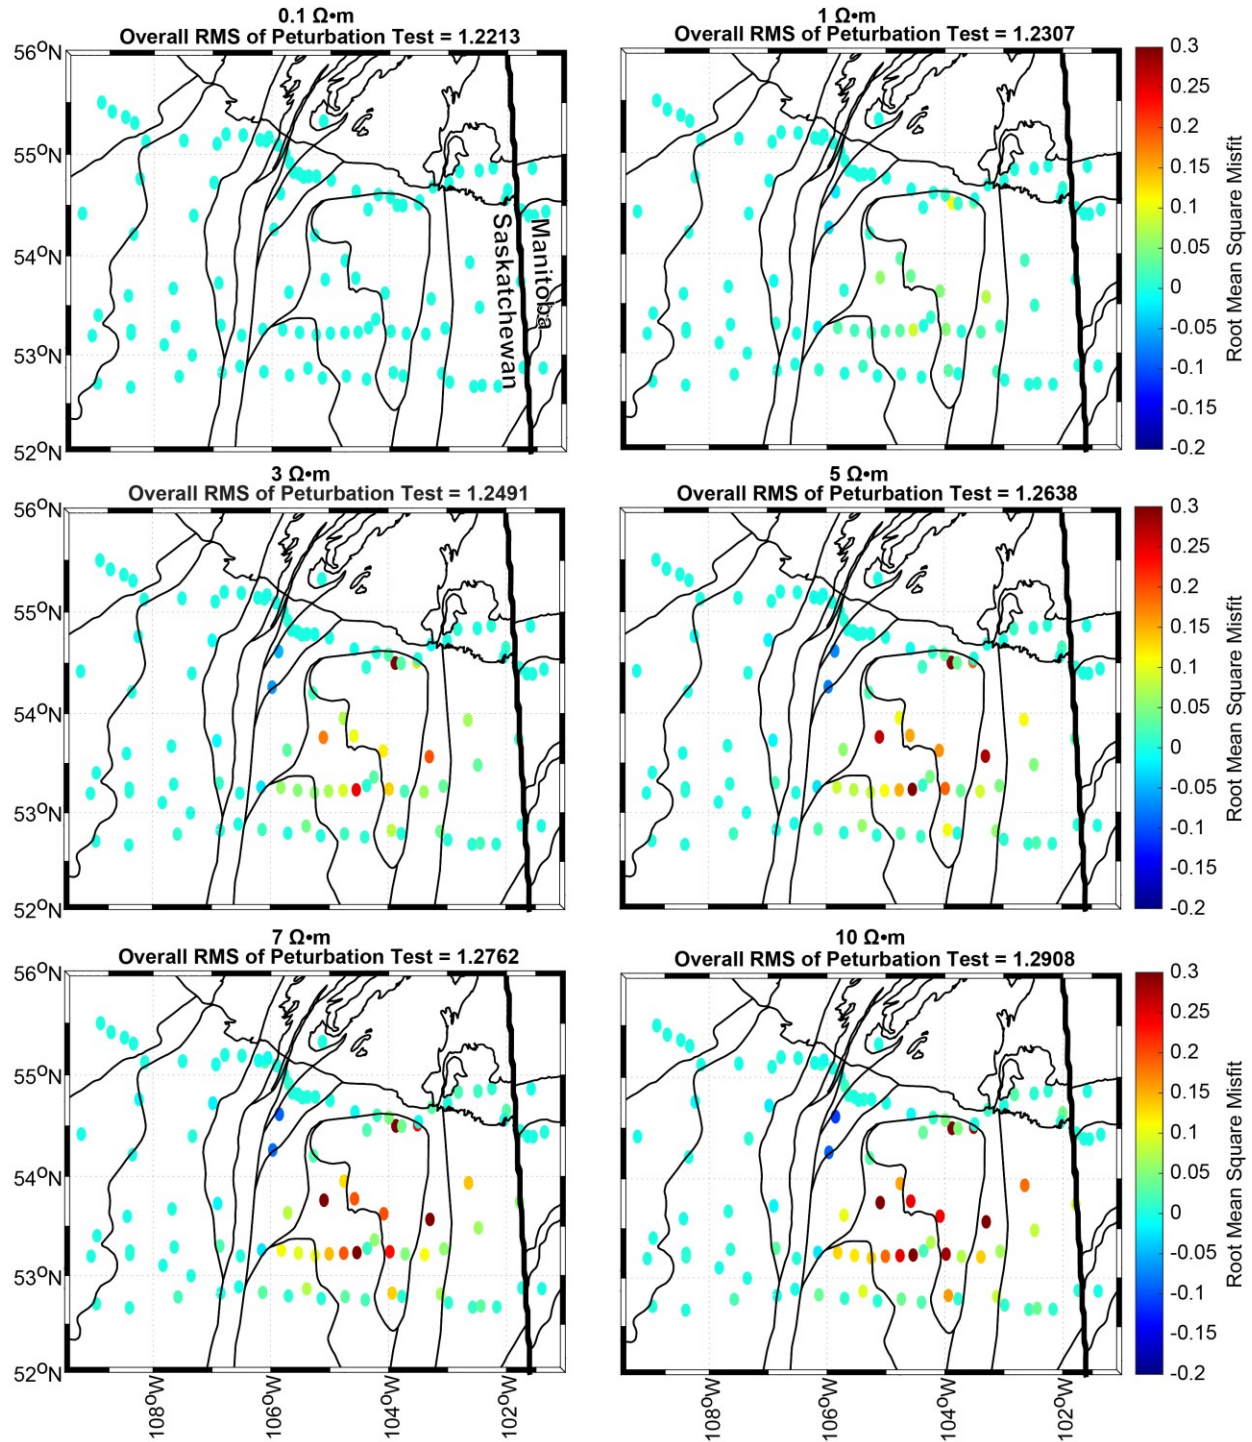 0.1 Ω•m
Overall RMS of Peturbation Test = 1.2213
1 Ω•m
Overall RMS of Peturbation Test = 1.2307
56°N
55°N
54°N
53°N
52°N
Manitoba
Saskatchewan
0.3
0.25
0.2
0.15
0.1
0.05
0
-0.05
-0.1
-0.15
-0.2
Root Mean Square Misfit
3 Ω•m
Overall RMS of Peturbation Test = 1.2491
5 Ω•m
Overall RMS of Peturbation Test = 1.2638
56°N
55°N
54°N
53°N
52°N
0.3
0.25
0.2
0.15
0.1
0.05
0
-0.05
-0.1
-0.15
-0.2
Root Mean Square Misfit
7 Ω•m
Overall RMS of Peturbation Test = 1.2762
10 Ω•m
Overall RMS of Peturbation Test = 1.2908
56°N
55°N
54°N
53°N
52°N
0.3
0.25
0.2
0.15
0.1
0.05
0
-0.05
-0.1
-0.15
-0.2
Root Mean Square Misfit
108°W
106°W
104°W
102°W
108°W
106°W
104°W
102°W